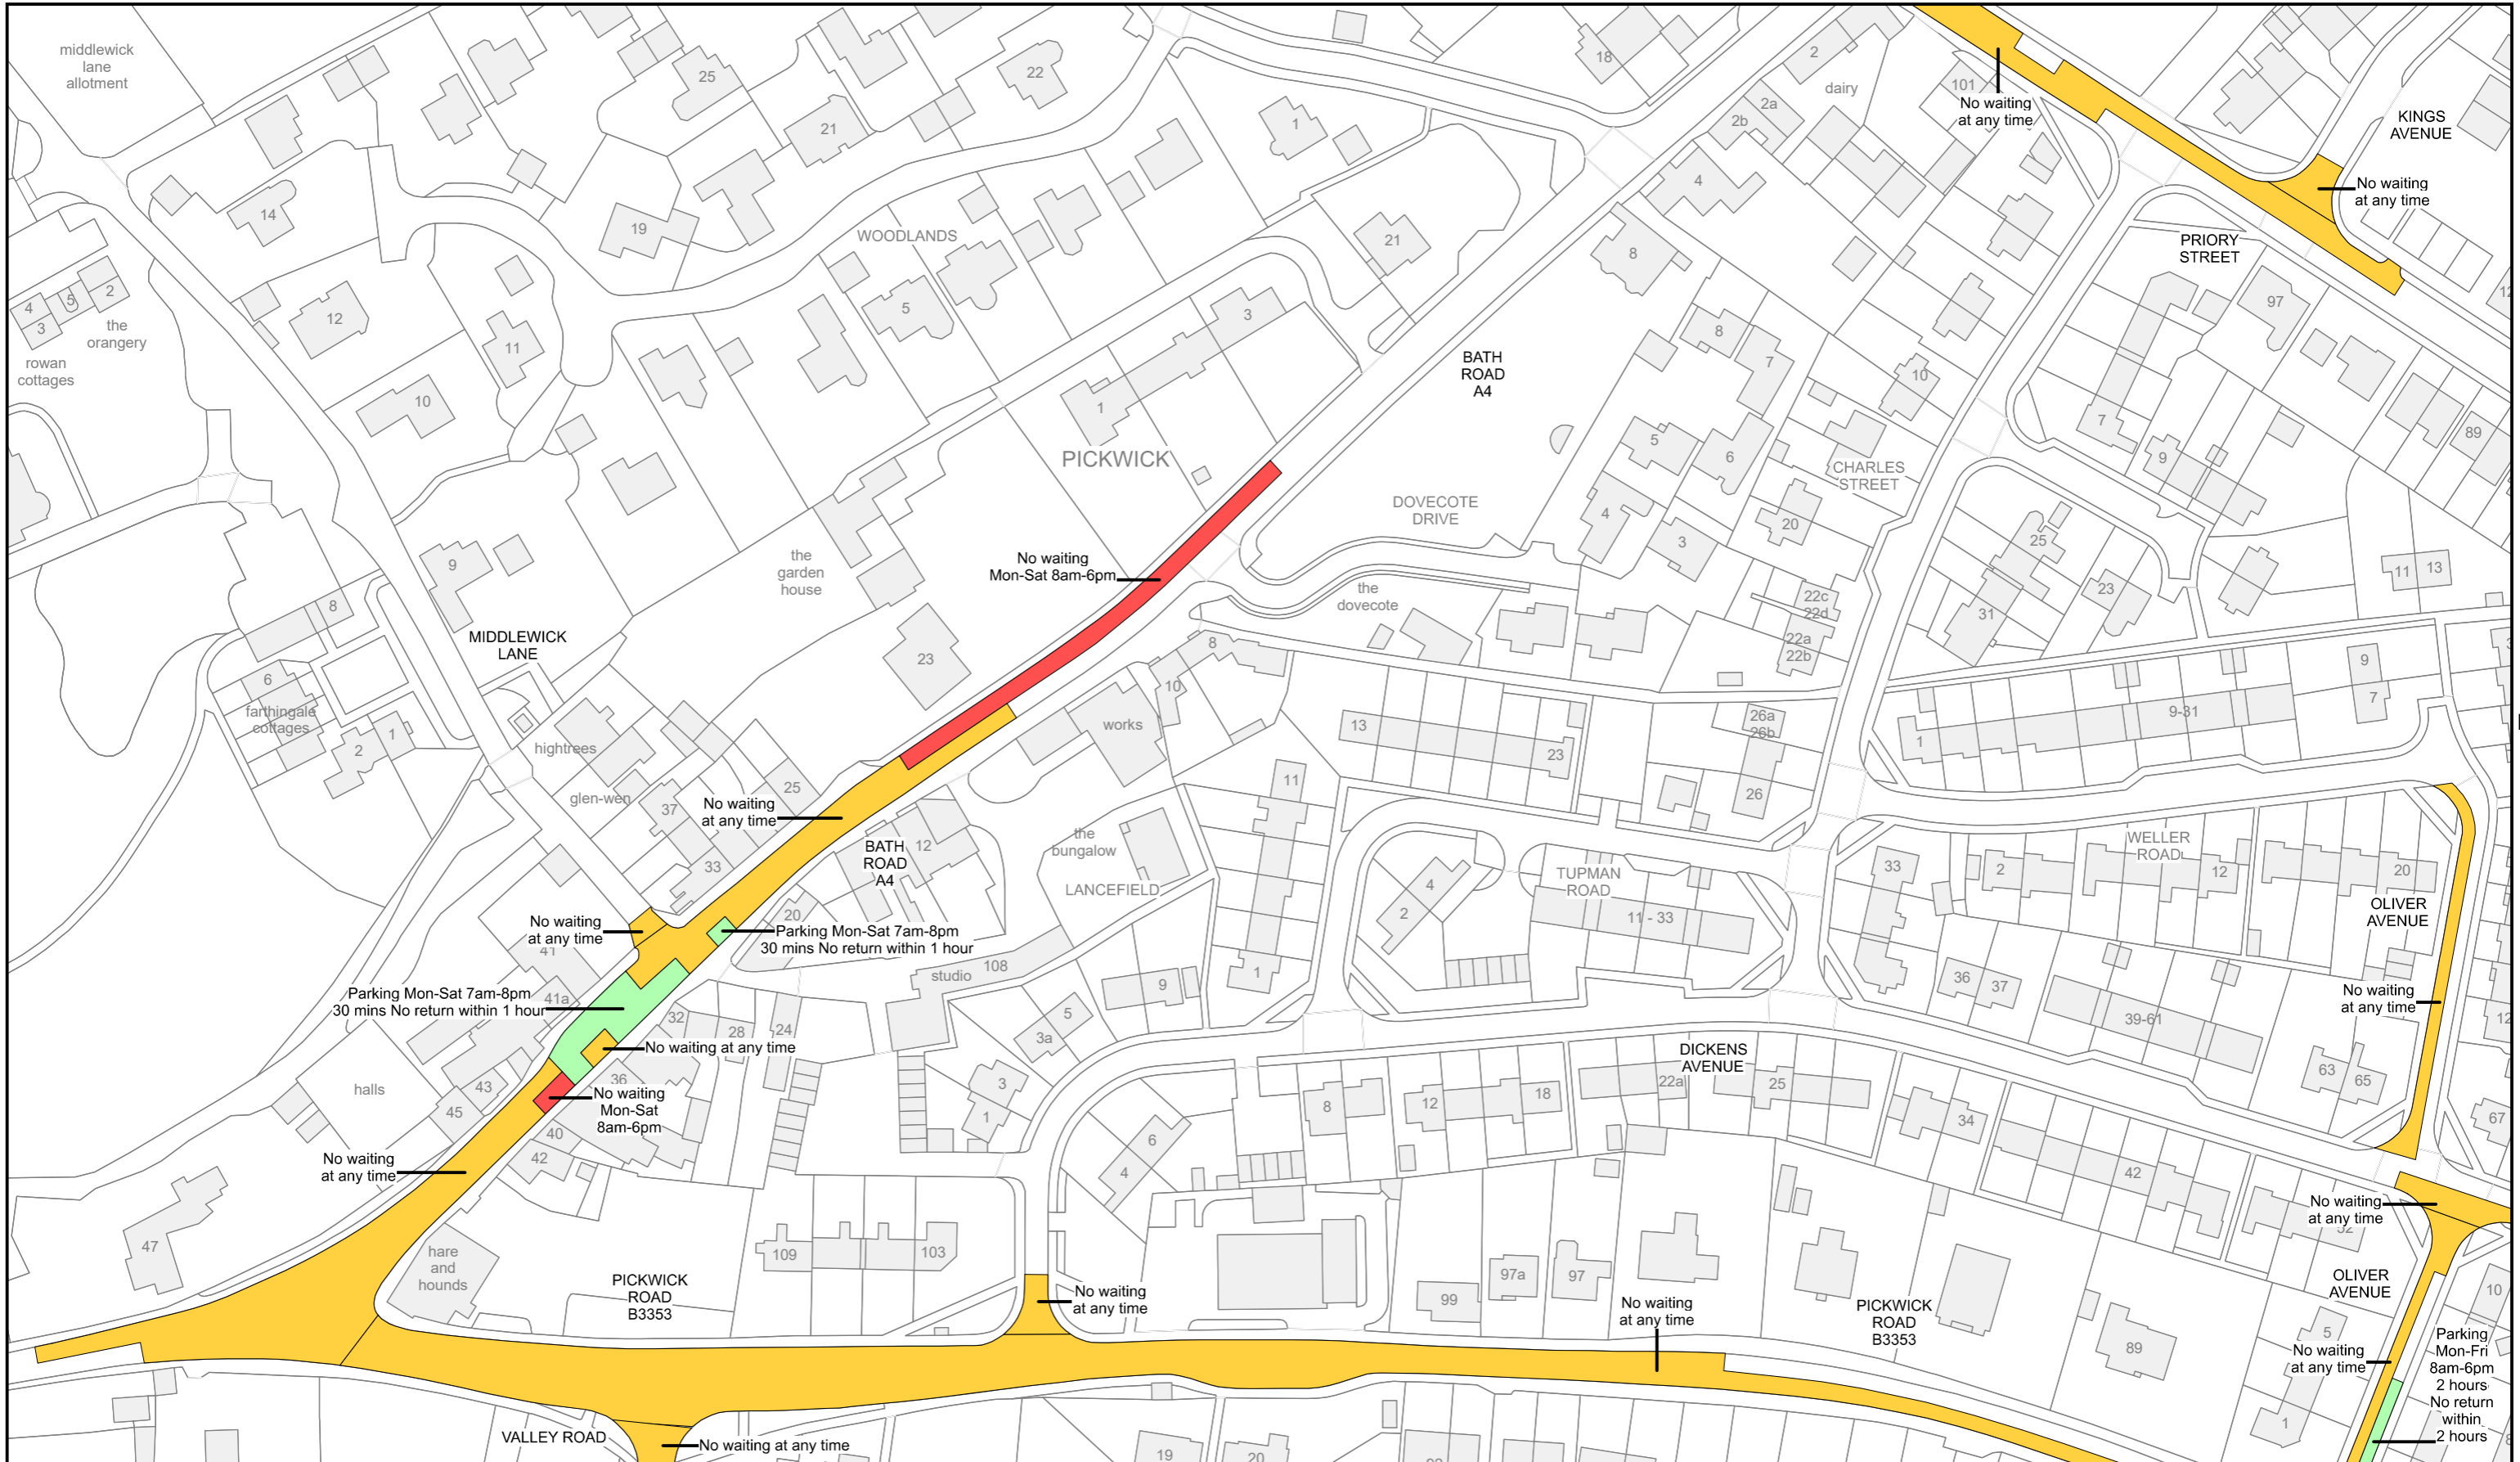 middlewick
lane
allotment
25
22
18
2
dairy
101
No waiting
at any time
KINGS
AVENUE
2a
2b
21
1
4
No waiting
at any time
14
19
WOODLANDS
21
8
PRIORITY
STREET
4
5
2
3
the
orangery
rowan
cottages
12
11
10
5
3
1
PICKWICK
BATH
ROAD
A4
8
7
97
10
7
9
89
12
5
6
4
3
20
CHARLES
STREET
DOVECOTE
DRIVE
25
23
31
11
13
9
the
garden
house
No waiting
Mon-Sat 8am-6pm
the
dovecote
22c
22d
22a
22b
8
MIDDLEWICK
LANE
6
farthingale
cottages
2
1
23
8
10
works
hightrees
glen-wen
37
25
33
No waiting
at any time
13
23
26a
26b
26
1
9-31
9
7
BATH
ROAD
A4
12
20
the
bungalow
LANCEFIELD
11
1
4
2
TUPMAN
ROAD
11 - 33
33
2
WELLER
ROAD
12
20
OLIVER
AVENUE
No waiting
at any time
Parking Mon-Sat 7am-8pm
30 mins No return within 1 hour
41
41a
Parking Mon-Sat 7am-8pm
30 mins No return within 1 hour
studio
108
9
36
37
39-61
No waiting
at any time
12
32
28
24
5
3a
No waiting at any time
halls
43
45
36
No waiting
Mon-Sat
8am-6pm
40
42
3
1
DICKENS
AVENUE
22a
25
8
12
18
34
63
65
67
No waiting
at any time
6
4
42
No waiting
at any time
52
47
hare
and
hounds
109
103
PICKWICK
ROAD
B3353
No waiting
at any time
99
97a
97
No waiting
at any time
PICKWICK
ROAD
B3353
89
OLIVER
AVENUE
10
5
No waiting
at any time
Parking
Mon-Fri
8am-6pm
2 hours
No return
within
2 hours
1
VALLEY ROAD
No waiting at any time
19
20